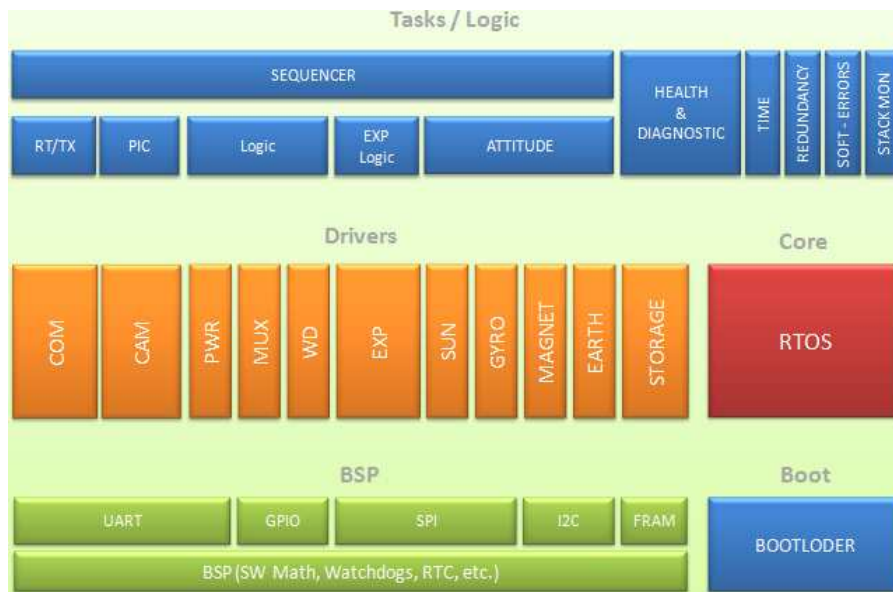 Tasks / Logic
SEQUENCER
HEALTH
&
DIAGNOSTIC
TIME
REDUNDANCY
SOFT - ERRORS
STACKMON
RT/TX
PIC
Logic
EXP
Logic
ATTITUDE
Drivers
Core
COM
CAM
PWR
MUX
WD
EXP
SUN
GYRO
MAGNET
EARTH
STORAGE
RTOS
BSP
Boot
UART
GPIO
SPI
I2C
FRAM
BOOTLODER
BSP (SW Math, Watchdogs, RTC, etc.)